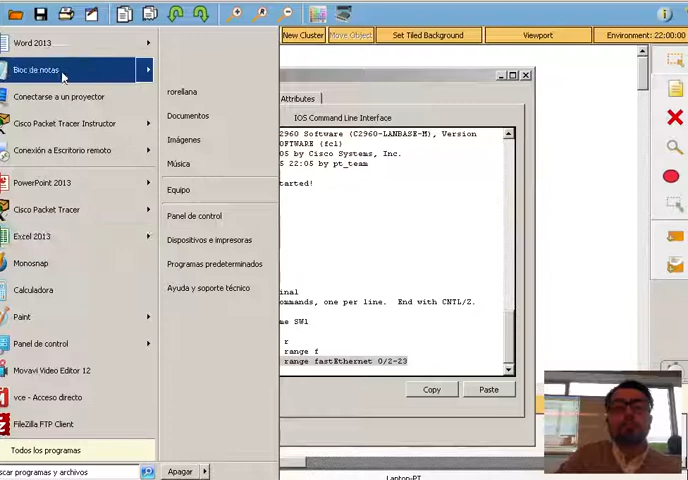 New Cluster
Move Object
Set Tiled Background
Viewport
Environment: 22:00:00
Word 2013
Bloc de notas
Conectarse a un proyector
Cisco Packet Tracer Instructor
Conexión a Escritorio remoto
PowerPoint 2013
Cisco Packet Tracer
Excel 2013
Monosnap
Calculadora
Paint
Panel de control
Movavi Video Editor 12
vce - Acceso directo
FileZilla FTP Client
Todos los programas
scar programas y archivos
Apagar
rorellana
Documentos
Imágenes
Música
Equipo
Panel de control
Dispositivos e impresoras
Programas predeterminados
Ayuda y soporte técnico
Attributes
IOS Command Line Interface
2960 Software (C2960-LANBASE-M), Version
OFTWARE (fc1)
05 by Cisco Systems, Inc.
5 22:05 by pt_team
tarted!
inal
ommands, one per line. End with CNTL/Z.
me SW1
r
range f
range fastEthernet 0/2-23
Copy
Paste
Laptop-PT